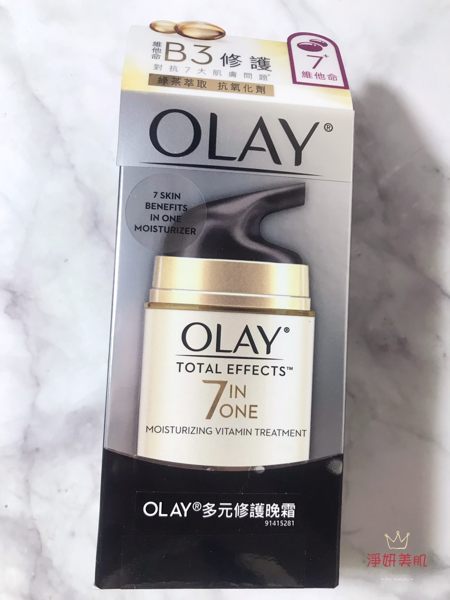 維他命
B3修護
對抗7大肌膚問題*
綠茶萃取 抗氧化劑
7+
維他命
OLAY®
7 SKIN
BENEFITS
IN ONE
MOISTURIZER
OLAY®
TOTAL EFFECTS™
7 IN ONE
MOISTURIZING VITAMIN TREATMENT
OLAY®多元修護晚霜
91415281
淨妍美肌